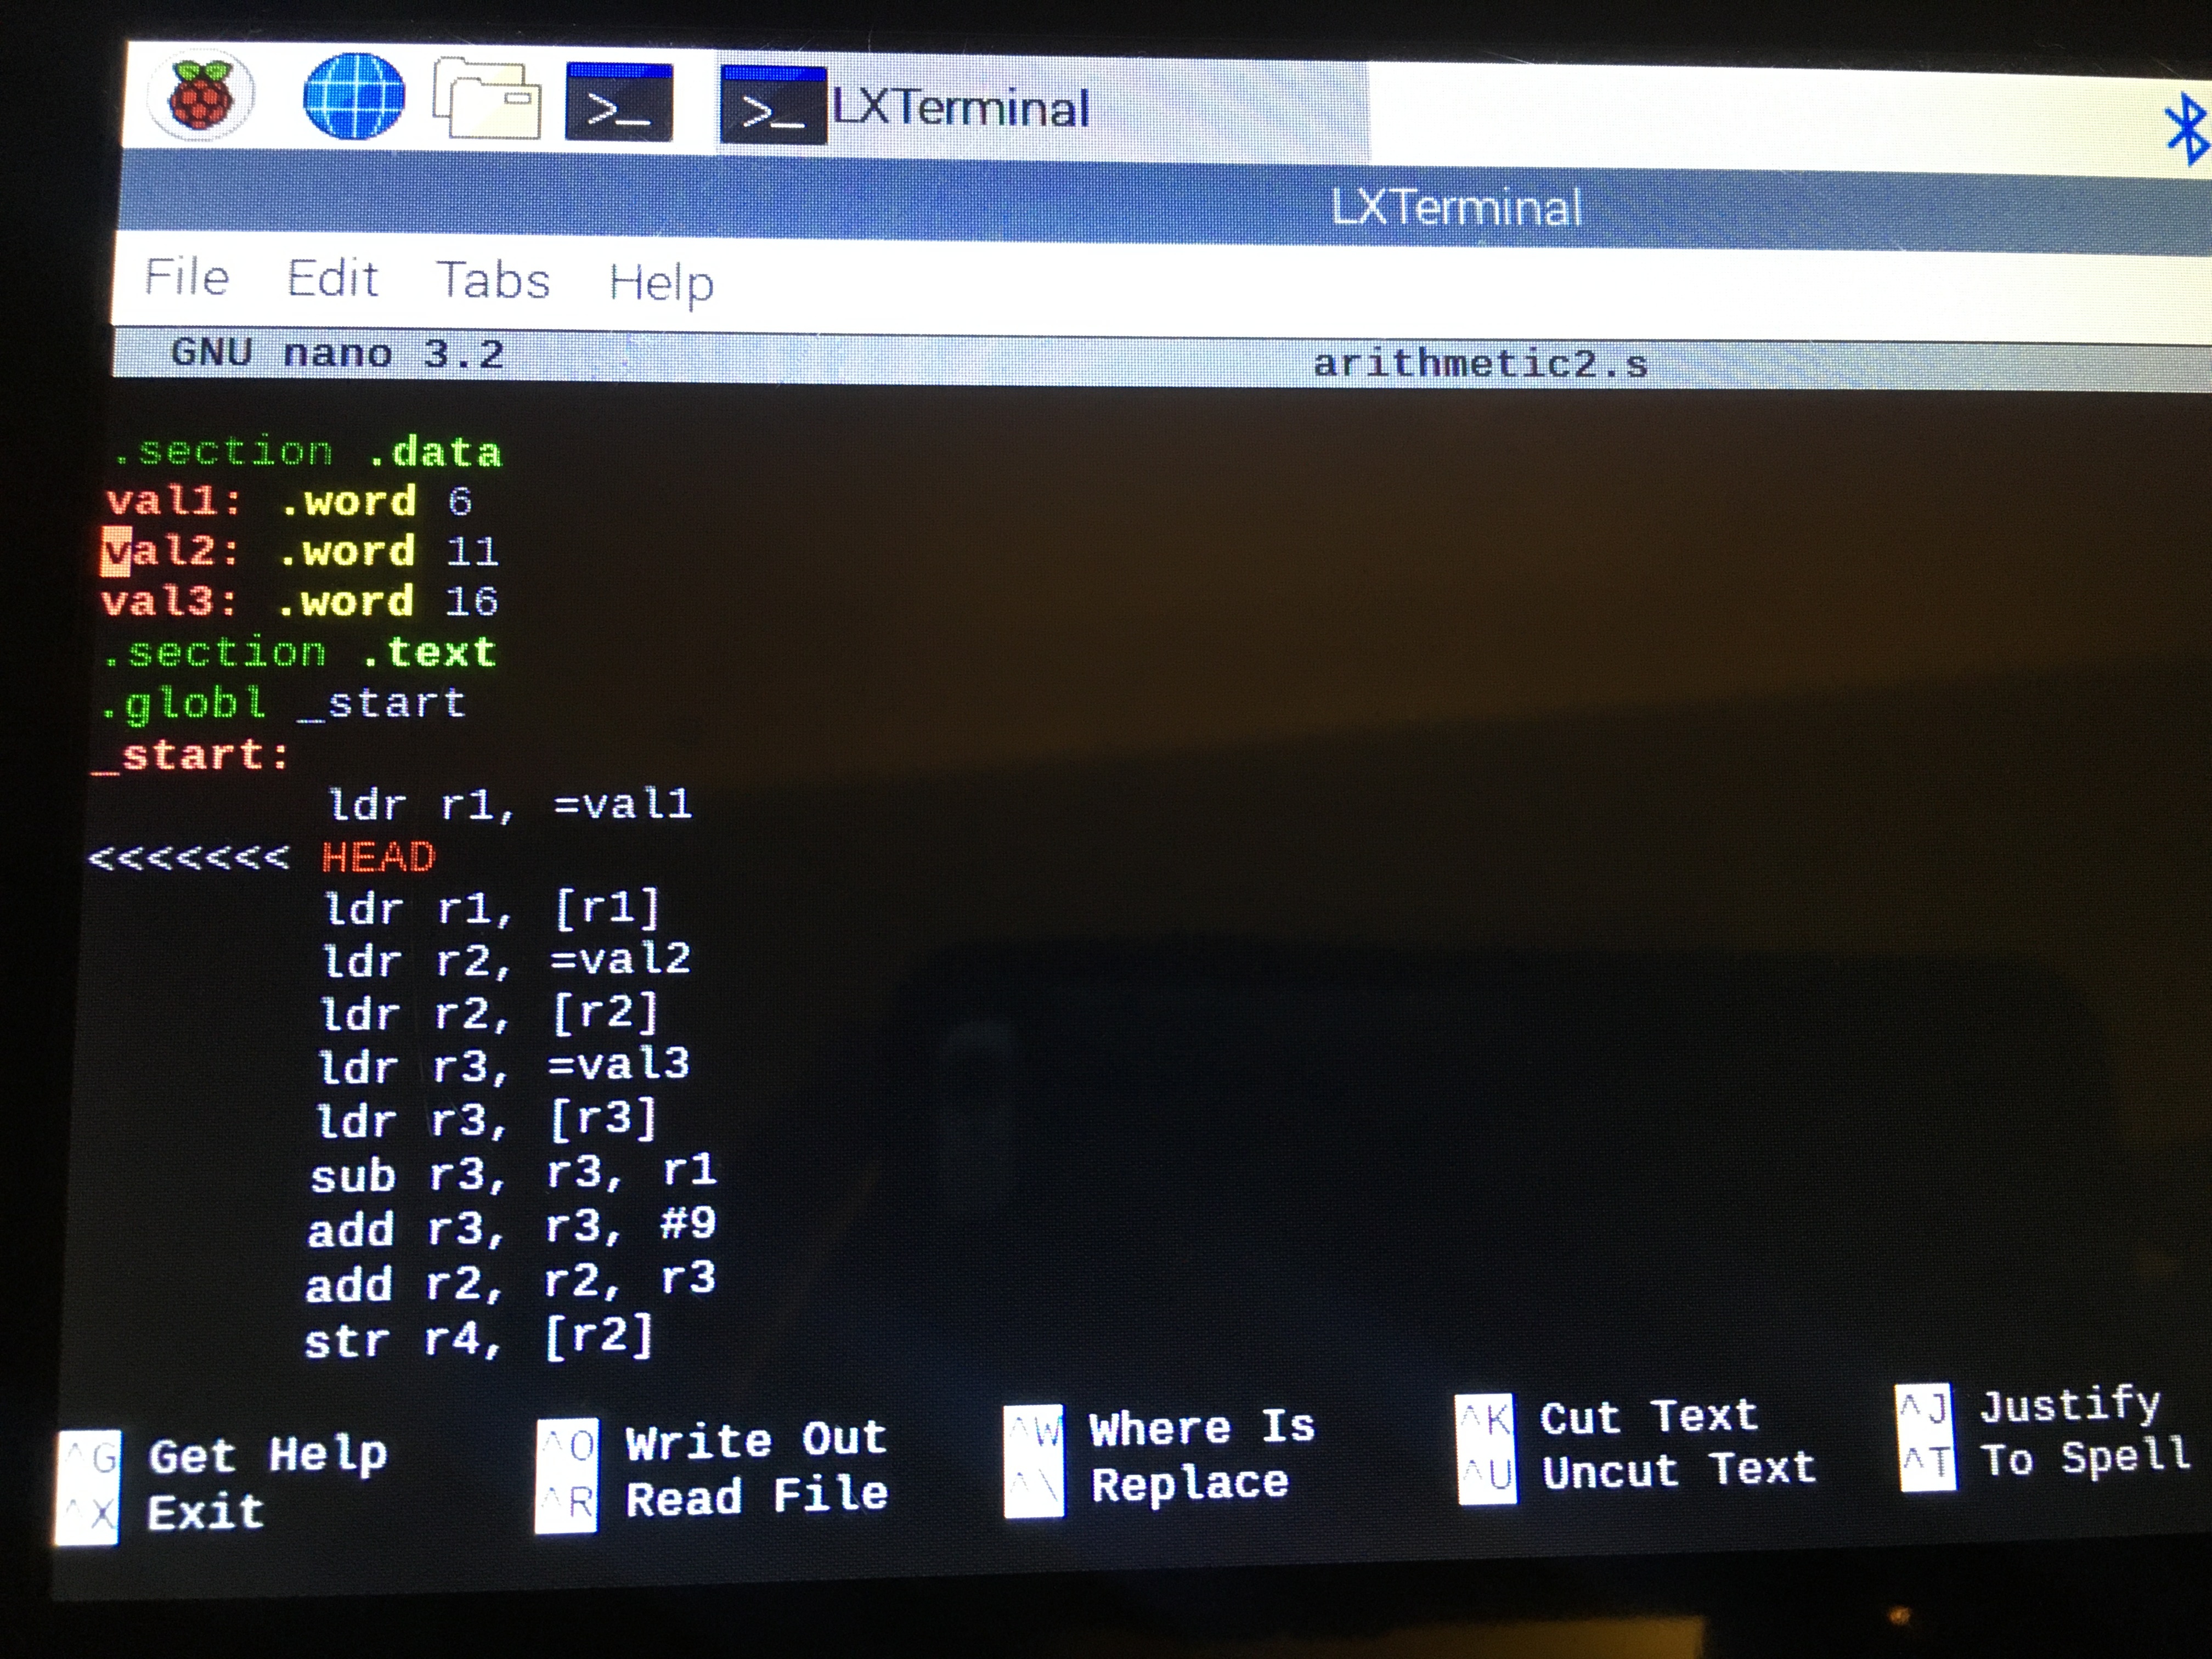 >_ >_ LXTerminal
LXTerminal
File Edit Tabs Help
GNU nano 3.2 arithmetic2.s
.section .data
val1: .word 6
val2: .word 11
val3: .word 16
.section .text
.globl _start
_start:
ldr r1, =val1
<<<<<<< HEAD
ldr r1, [r1]
ldr r2, =val2
ldr r2, [r2]
ldr r3, =val3
ldr r3, [r3]
sub r3, r3, r1
add r3, r3, #9
add r2, r2, r3
str r4, [r2]
^G Get Help ^O Write Out ^W Where Is ^K Cut Text ^J Justify
^X Exit ^R Read File ^\ Replace ^U Uncut Text ^T To Spell